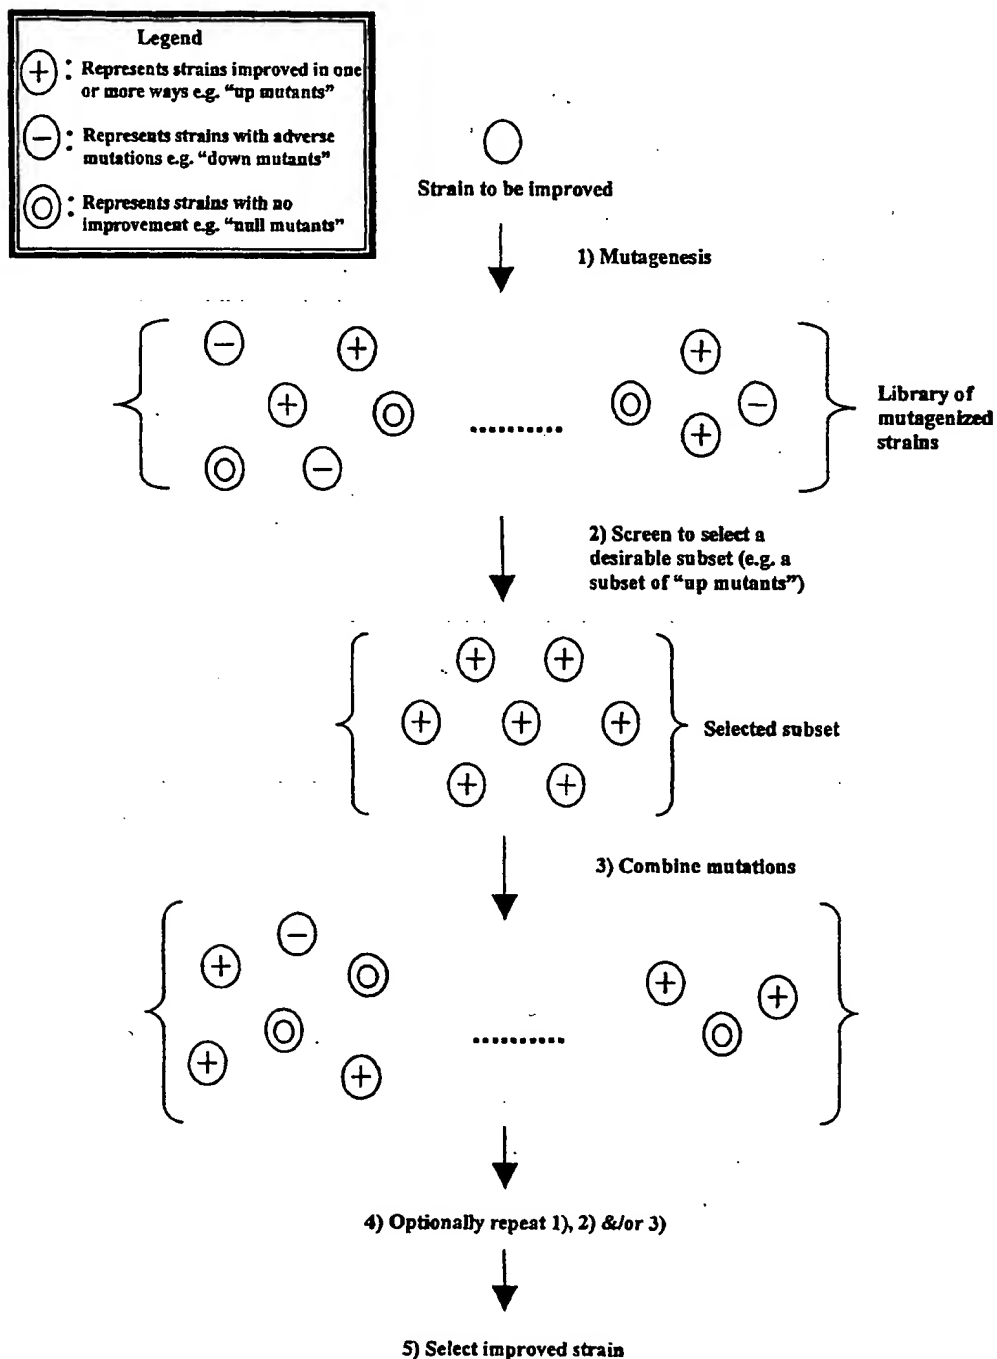 Legend
+ : Represents strains improved in one
or more ways e.g. “up mutants”
− : Represents strains with adverse
mutations e.g. “down mutants”
O : Represents strains with no
improvement e.g. “null mutants”
Strain to be improved
1) Mutagenesis
− +
+ O O + −
+
O −
..........
Library of
mutagenized
strains
2) Screen to select a
desirable subset (e.g. a
subset of “up mutants”)
+ +
+ + +
+ +
Selected subset
3) Combine mutations
−
+ O + +
O O
+ +
..........
4) Optionally repeat 1), 2) &/or 3)
5) Select improved strain